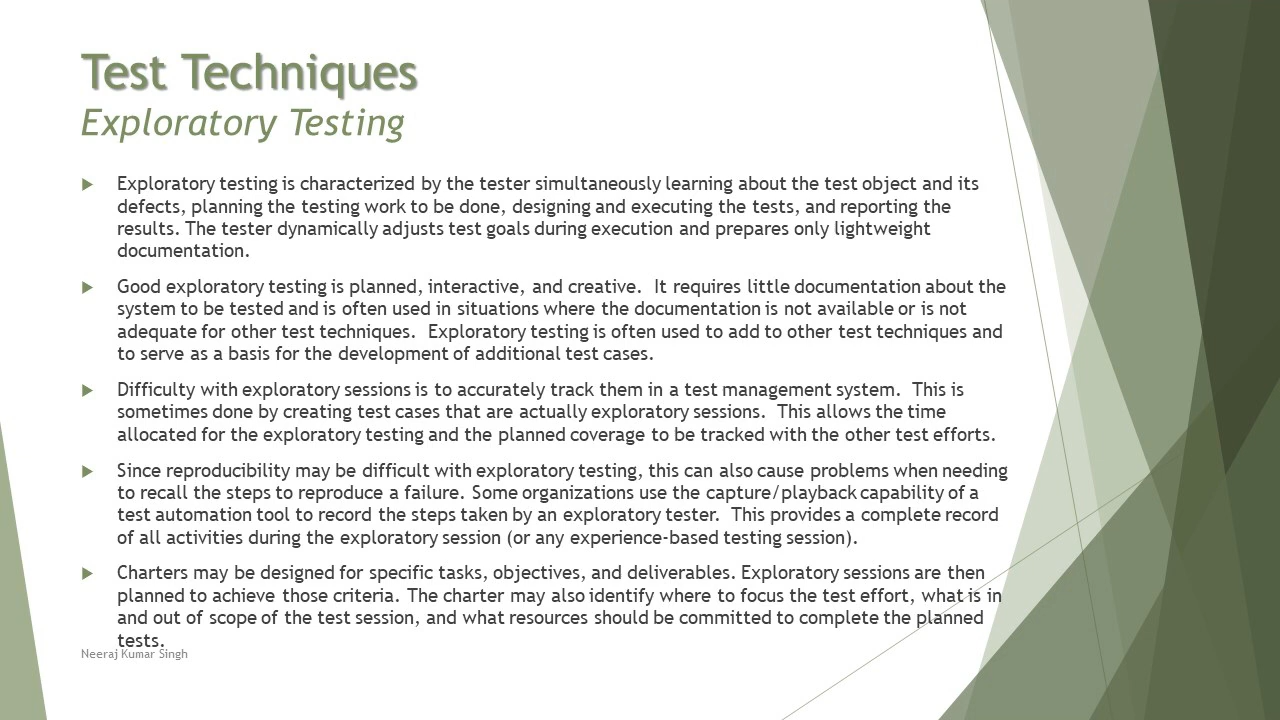 Test Techniques
Exploratory Testing
Exploratory testing is characterized by the tester simultaneously learning about the test object and its
defects, planning the testing work to be done, designing and executing the tests, and reporting the
results. The tester dynamically adjusts test goals during execution and prepares only lightweight
documentation.
Good exploratory testing is planned, interactive, and creative.  It requires little documentation about the
system to be tested and is often used in situations where the documentation is not available or is not
adequate for other test techniques.  Exploratory testing is often used to add to other test techniques and
to serve as a basis for the development of additional test cases.
Difficulty with exploratory sessions is to accurately track them in a test management system.  This is
sometimes done by creating test cases that are actually exploratory sessions.  This allows the time
allocated for the exploratory testing and the planned coverage to be tracked with the other test efforts.
Since reproducibility may be difficult with exploratory testing, this can also cause problems when needing
to recall the steps to reproduce a failure. Some organizations use the capture/playback capability of a
test automation tool to record the steps taken by an exploratory tester.  This provides a complete record
of all activities during the exploratory session (or any experience-based testing session).
Charters may be designed for specific tasks, objectives, and deliverables. Exploratory sessions are then
planned to achieve those criteria. The charter may also identify where to focus the test effort, what is in
and out of scope of the test session, and what resources should be committed to complete the planned
tests.
Neeraj Kumar Singh